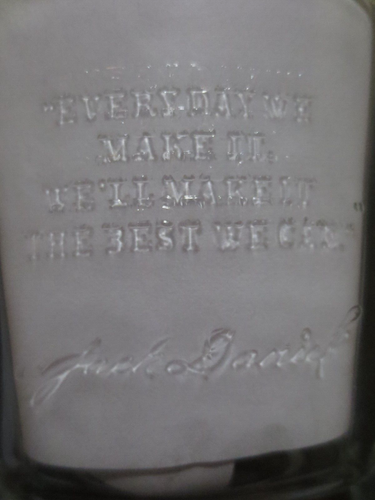 "EVERY DAY WE
MAKE IT,
WE'LL MAKE IT
THE BEST WE CAN."
Jack Daniel